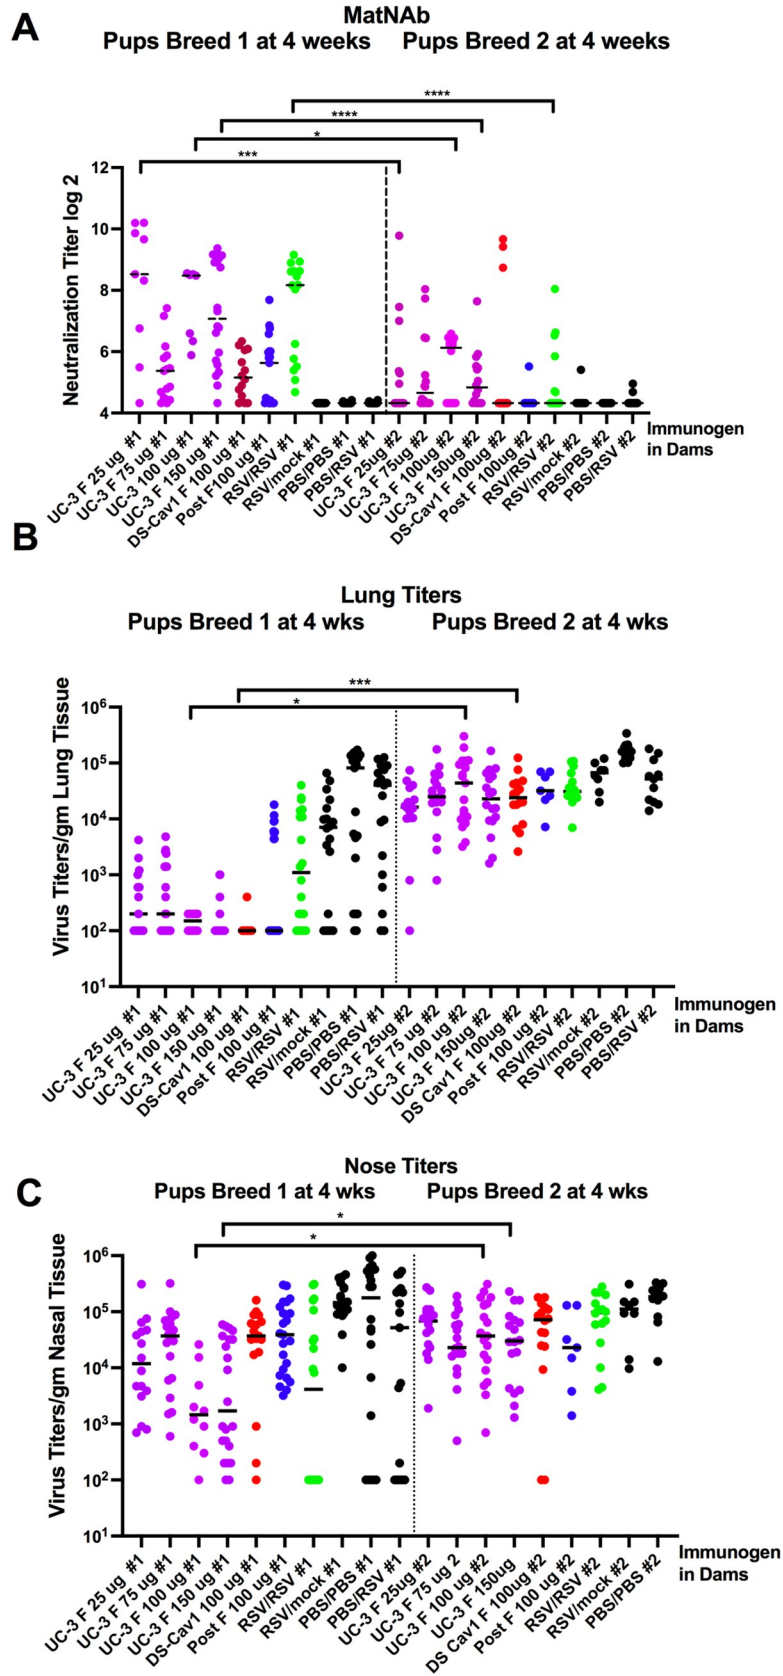 A
MatNAb
Pups Breed 1 at 4 weeks
Pups Breed 2 at 4 weeks
****
****
*
***
Neutralization Titer log 2
12
10
8
6
4
UC-3 F 25 ug #1
UC-3 F 75 ug #1
UC-3 100 ug #1
UC-3 F 150 ug #1
DS-Cav1 F 100 ug #1
Post F100 ug #1
RSV/RSV #1
RSV/mock #1
PBS/PBS #1
PBS/RSV #1
UC-3 F 25ug #2
UC-3 F 75ug #2
UC-3 F 100ug #2
UC-3 F 150ug #2
DS-Cav1 F 100ug #2
Post F 100ug #2
RSV/RSV #2
RSV/mock #2
PBS/PBS #2
PBS/RSV #2
Immunogen
in Dams
B
Lung Titers
Pups Breed 1 at 4 wks
Pups Breed 2 at 4 wks
***
*
Virus Titers/gm Lung Tissue
10⁶
10⁵
10⁴
10³
10²
10¹
UC-3 F 25 ug #1
UC-3 F 75 ug #1
UC-3 F 100 ug #1
UC-3 F 150 ug #1
DS-Cav1 100 ug #1
Post F 100 ug #1
RSV/RSV #1
RSV/mock #1
PBS/PBS #1
PBS/RSV #1
UC-3 F 25ug #2
UC-3 F 75 ug #2
UC-3 F 100 ug #2
UC-3 F 150ug #2
DS Cav1 F 100ug #2
Post F 100 ug #2
RSV/RSV #2
RSV/mock #2
PBS/PBS #2
PBS/RSV #2
Immunogen
in Dams
C
Nose Titers
Pups Breed 1 at 4 wks
Pups Breed 2 at 4 wks
*
*
Virus Titers/gm Nasal Tissue
10⁶
10⁵
10⁴
10³
10²
10¹
UC-3 F 25 ug #1
UC-3 F 75 ug #1
UC-3 F 100 ug #1
UC-3 F 150 ug #1
DS-Cav1 100 ug #1
Post F 100 ug #1
RSV/RSV #1
RSV/mock #1
PBS/PBS #1
PBS/RSV #1
UC-3 F 25ug #2
UC-3 F 75 ug 2
UC-3 F 100 ug #2
UC-3 F 150ug
DS Cav1 F 100ug #2
Post F 100 ug #2
RSV/RSV #2
RSV/mock #2
PBS/PBS #2
Immunogen
in Dams